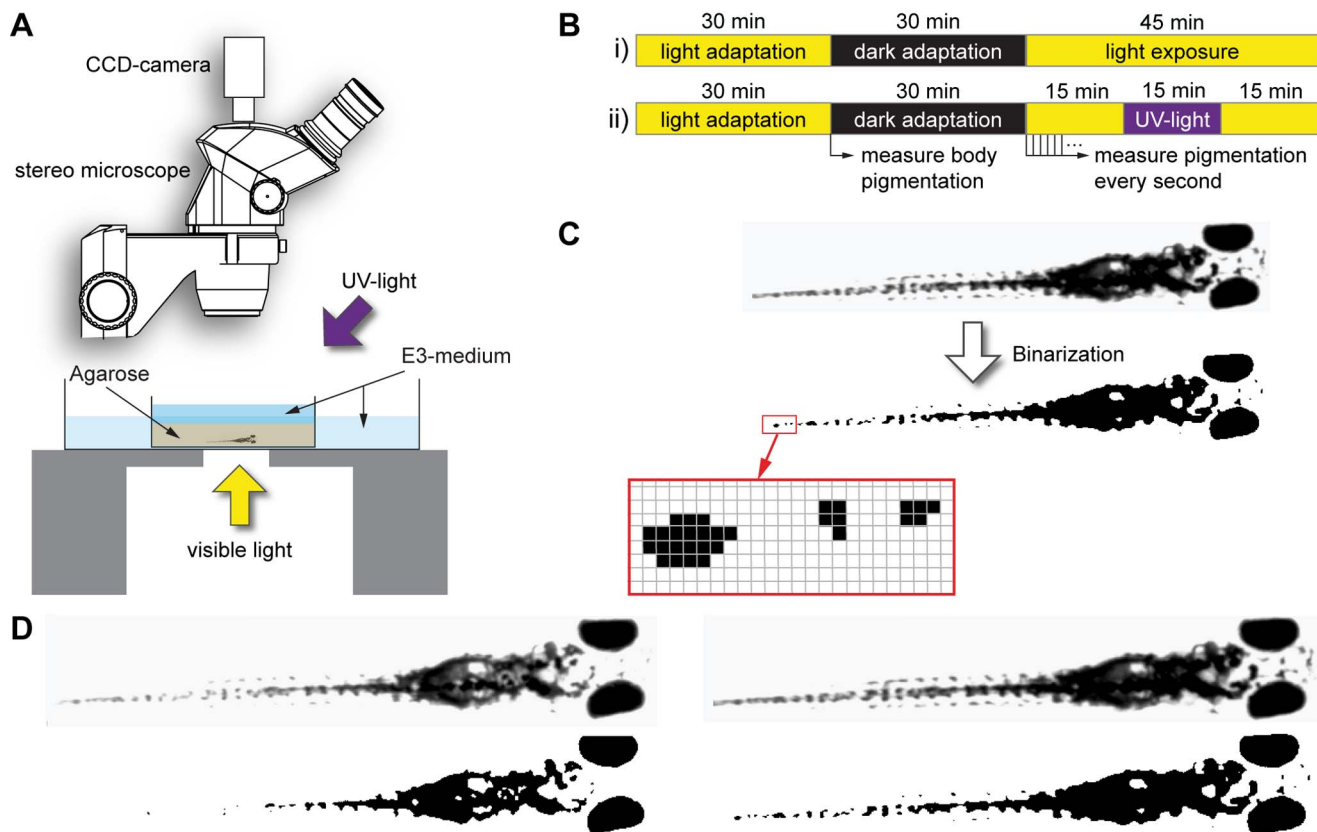 A
CCD-camera
stereo microscope
UV-light
E3-medium
Agarose
visible light
B
30 min 30 min 45 min
i) light adaptation dark adaptation light exposure
30 min 30 min 15 min 15 min 15 min
ii) light adaptation dark adaptation UV-light
...
measure body measure pigmentation
pigmentation every second
C
Binarization
D